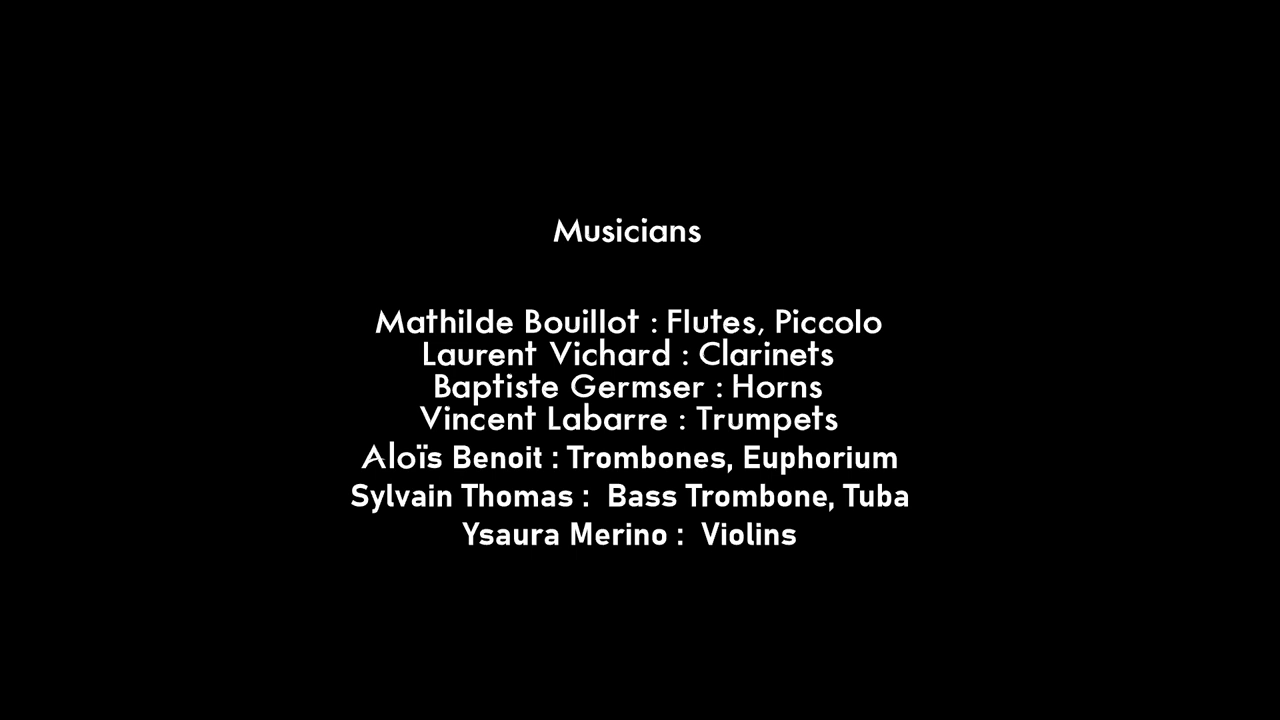 Musicians
Mathilde Bouillot : Flutes, Piccolo
Laurent Vichard : Clarinets
Baptiste Germser : Horns
Vincent Labarre : Trumpets
Aloïs Benoit : Trombones, Euphorium
Sylvain Thomas :  Bass Trombone, Tuba
Ysaura Merino :  Violins